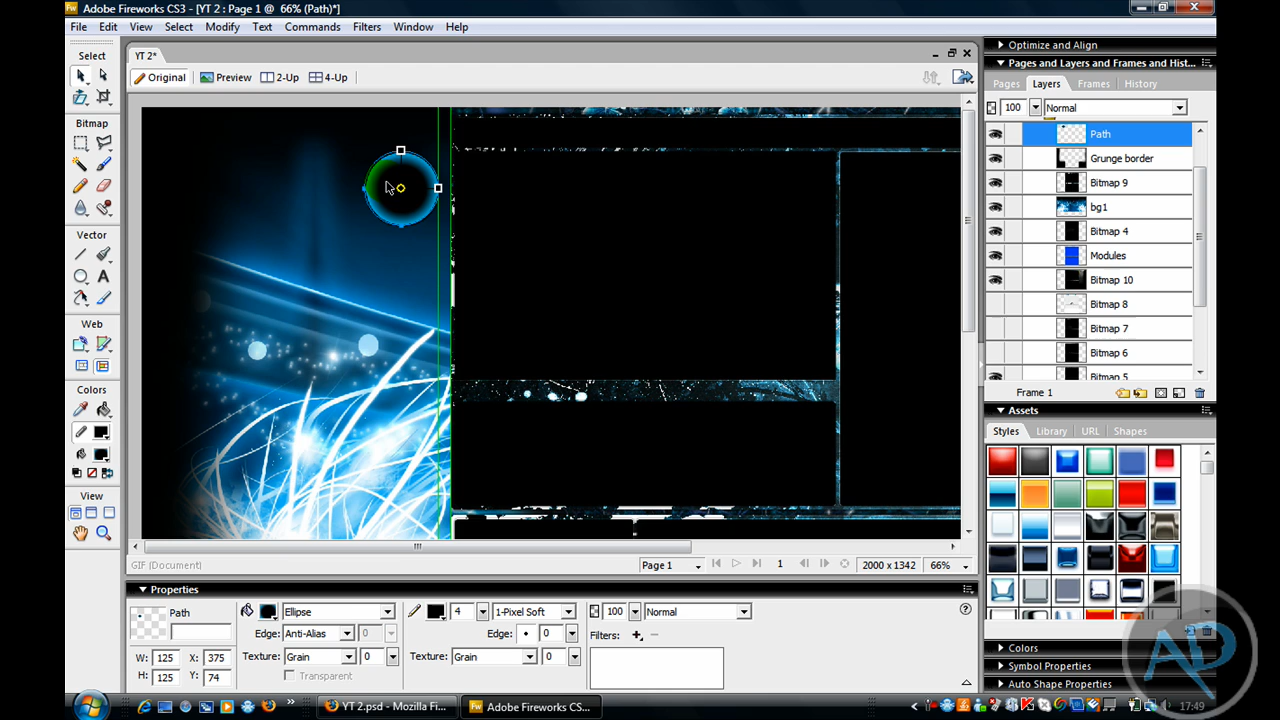 Adobe Fireworks CS3 - [YT 2 : Page 1 @ 66% (Path)*]
File Edit View Select Modify Text Commands Filters Window Help
Select
Bitmap
Vector
Web
Colors
View
YT 2*
Original Preview 2-Up 4-Up
GIF (Document)
Page 1 1 2000 x 1342 66%
Properties
Path
W: 125 X: 375
H: 125 Y: 74
Ellipse
Edge: Anti-Alias 0
Texture: Grain 0
Transparent
4 1-Pixel Soft
Edge: 0
Texture: Grain 0
100 Normal
Filters:
Optimize and Align
Pages and Layers and Frames and Hist...
Pages Layers Frames History
100 Normal
Path
Grunge border
Bitmap 9
bg1
Bitmap 4
Modules
Bitmap 10
Bitmap 8
Bitmap 7
Bitmap 6
Bitmap 5
Frame 1
Assets
Styles Library URL Shapes
Colors
Symbol Properties
Auto Shape Properties
AD
YT 2.psd - Mozilla Fi...
Adobe Fireworks CS...
17:49